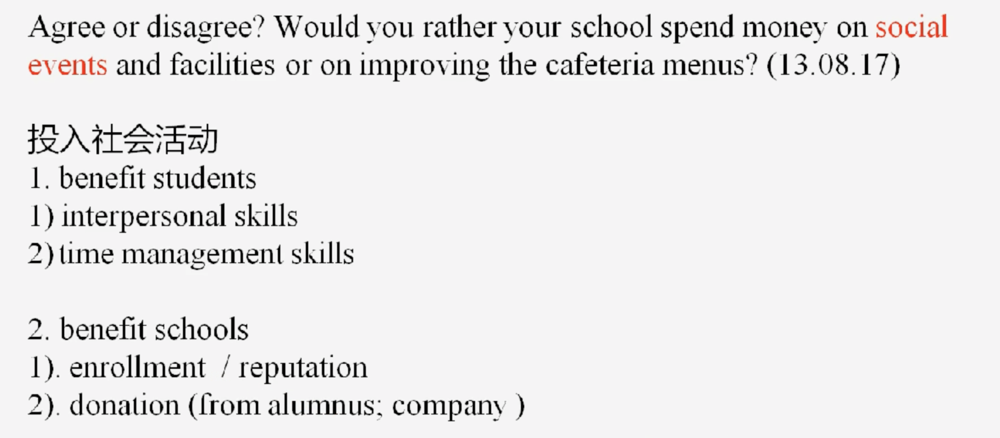 Agree or disagree? Would you rather your school spend money on social
events and facilities or on improving the cafeteria menus? (13.08.17)
投入社会活动
1. benefit students
1) interpersonal skills
2) time management skills
2. benefit schools
1). enrollment / reputation
2). donation (from alumnus; company )